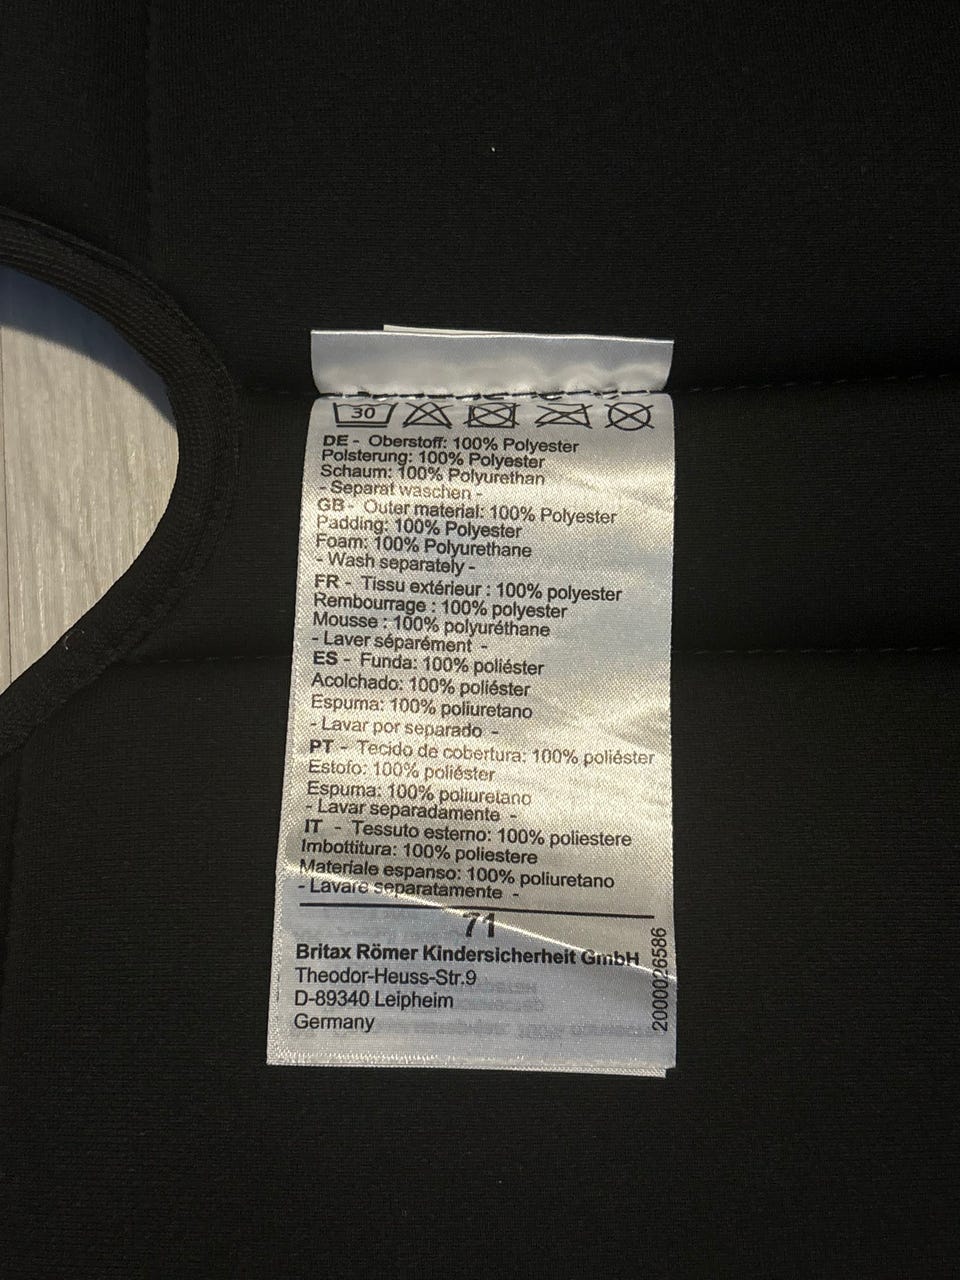 30
DE - Oberstoff: 100% Polyester
Polsterung: 100% Polyester
Schaum: 100% Polyurethan
- Separat waschen -
GB - Outer material: 100% Polyester
Padding: 100% Polyester
Foam: 100% Polyurethane
- Wash separately -
FR - Tissu extérieur : 100% polyester
Rembourrage : 100% polyester
Mousse : 100% polyuréthane
- Laver séparément -
ES - Funda: 100% poliéster
Acolchado: 100% poliéster
Espuma: 100% poliuretano
- Lavar por separado -
PT - Tecido de cobertura: 100% poliéster
Estofo: 100% poliéster
Espuma: 100% poliuretano
- Lavar separadamente -
IT - Tessuto esterno: 100% poliestere
Imbottitura: 100% poliestere
Materiale espanso: 100% poliuretano
- Lavare separatamente -
71
Britax Römer Kindersicherheit GmbH
Theodor-Heuss-Str.9
D-89340 Leipheim
Germany
2000026586